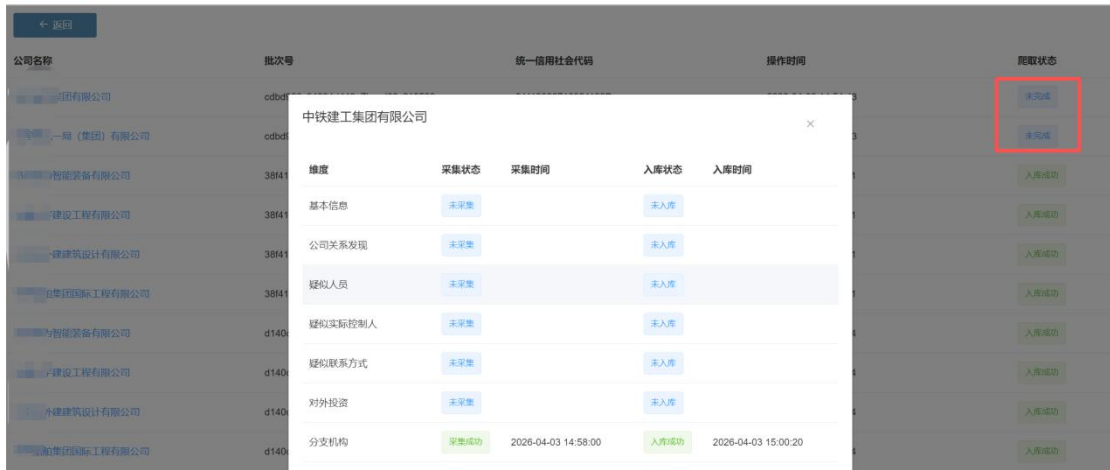 ← 返回
公司名称 批次号 统一信用社会代码 操作时间 爬取状态
团有限公司 未完成
一局（集团）有限公司 未完成
智能装备有限公司 38f41 入库成功
建设工程有限公司 38f41 入库成功
建建筑设计有限公司 38f41 入库成功
集团国际工程有限公司 38f41 入库成功
智能装备有限公司 d140 入库成功
建设工程有限公司 d140 入库成功
建建筑设计有限公司 d140 入库成功
集团国际工程有限公司 d140 入库成功
中铁建工集团有限公司 ×
维度 采集状态 采集时间 入库状态 入库时间
基本信息 未采集 未入库
公司关系发现 未采集 未入库
疑似人员 未采集 未入库
疑似实际控制人 未采集 未入库
疑似联系方式 未采集 未入库
对外投资 未采集 未入库
分支机构 采集成功 2026-04-03 14:58:00 入库成功 2026-04-03 15:00:20